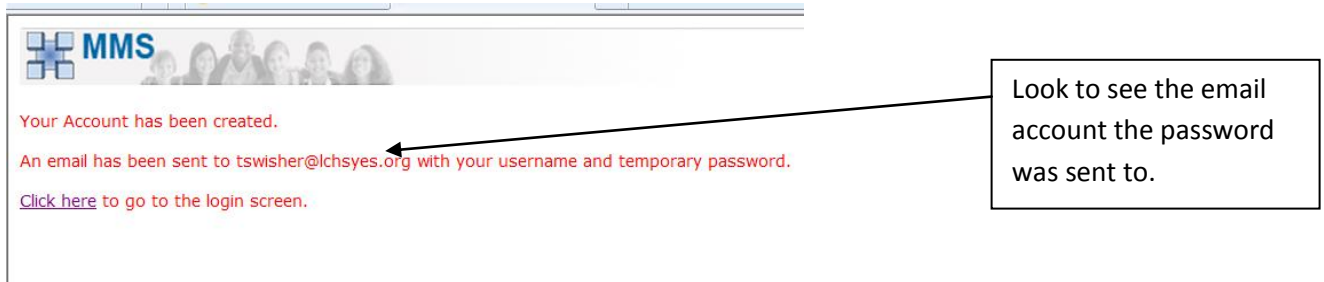 MMS
Your Account has been created.
An email has been sent to tswisher@lchsyes.org with your username and temporary password.
Click here to go to the login screen.
Look to see the email
account the password
was sent to.